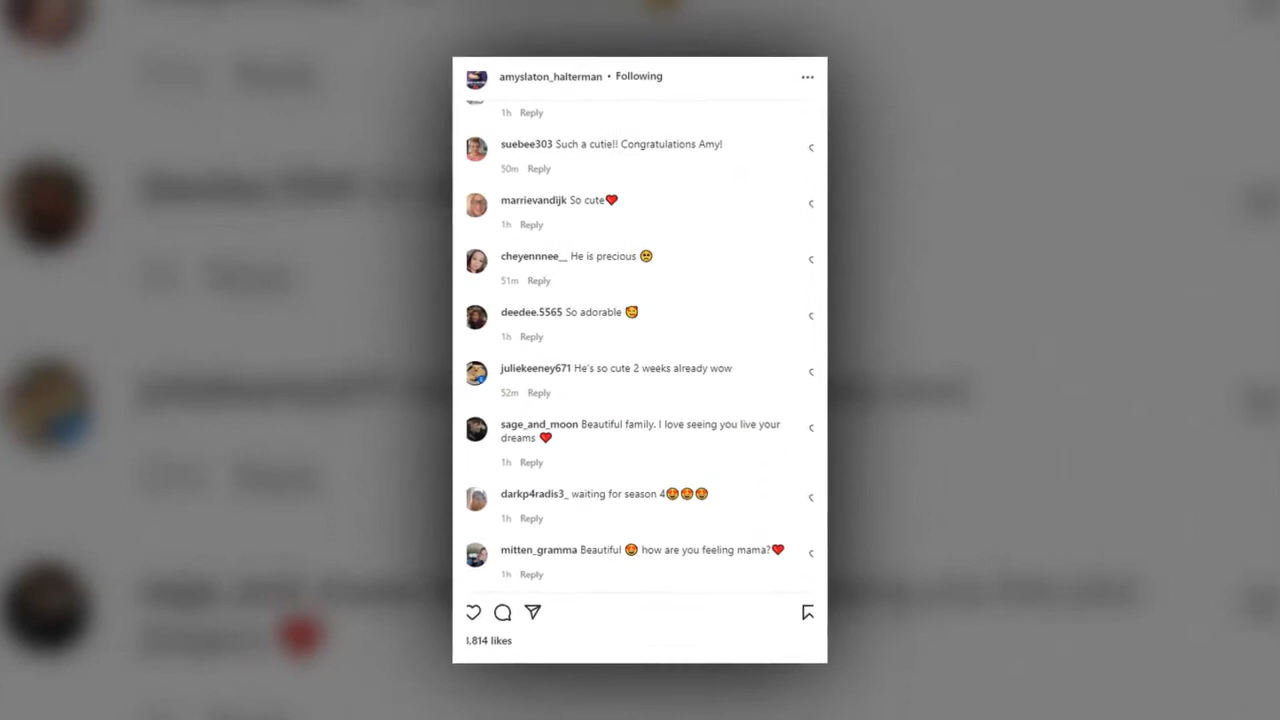 amyslaton_halterman • Following
1h Reply
suebee303 Such a cutie!! Congratulations Amy!
50m Reply
marrievandijk So cute❤️
1h Reply
cheyennnee__ He is precious 🥺
51m Reply
deedee.5565 So adorable 🥰
1h Reply
juliekeeney671 He's so cute 2 weeks already wow
52m Reply
sage_and_moon Beautiful family. I love seeing you live your
dreams ❤️
1h Reply
darkp4radis3_ waiting for season 4😍😍😍
1h Reply
mitten_gramma Beautiful 😍 how are you feeling mama?❤️
1h Reply
,814 likes